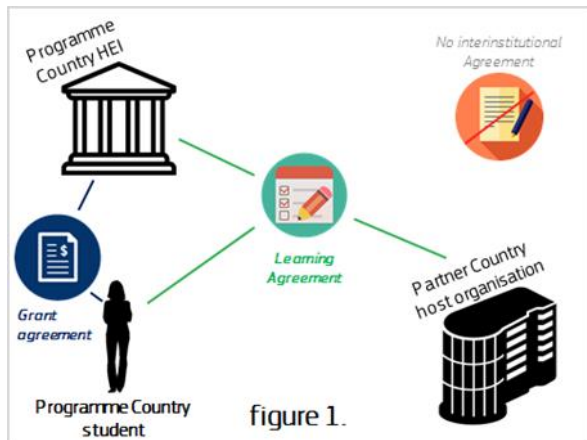 Programme
Country HEI
No interinstitutional
Agreement
$
Learning
Agreement
Partner Country
host organisation
Grant
agreement
Programme Country
student
figure 1.